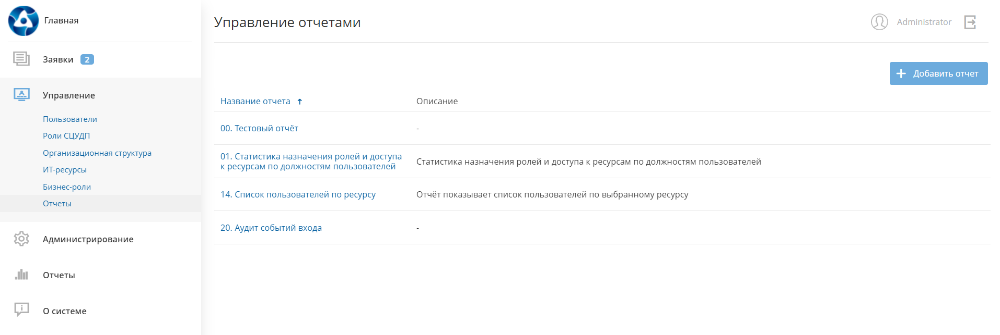 Главная
Заявки 2
Управление
Пользователи
Роли СЦУДП
Организационная структура
ИТ-ресурсы
Бизнес-роли
Отчеты
Администрирование
Отчеты
О системе
Управление отчетами
Administrator
Добавить отчет
Название отчета ↑ Описание
00. Тестовый отчёт -
01. Статистика назначения ролей и доступа
к ресурсам по должностям пользователей
Статистика назначения ролей и доступа к ресурсам по должностям пользователей
14. Список пользователей по ресурсу Отчёт показывает список пользователей по выбранному ресурсу
20. Аудит событий входа -